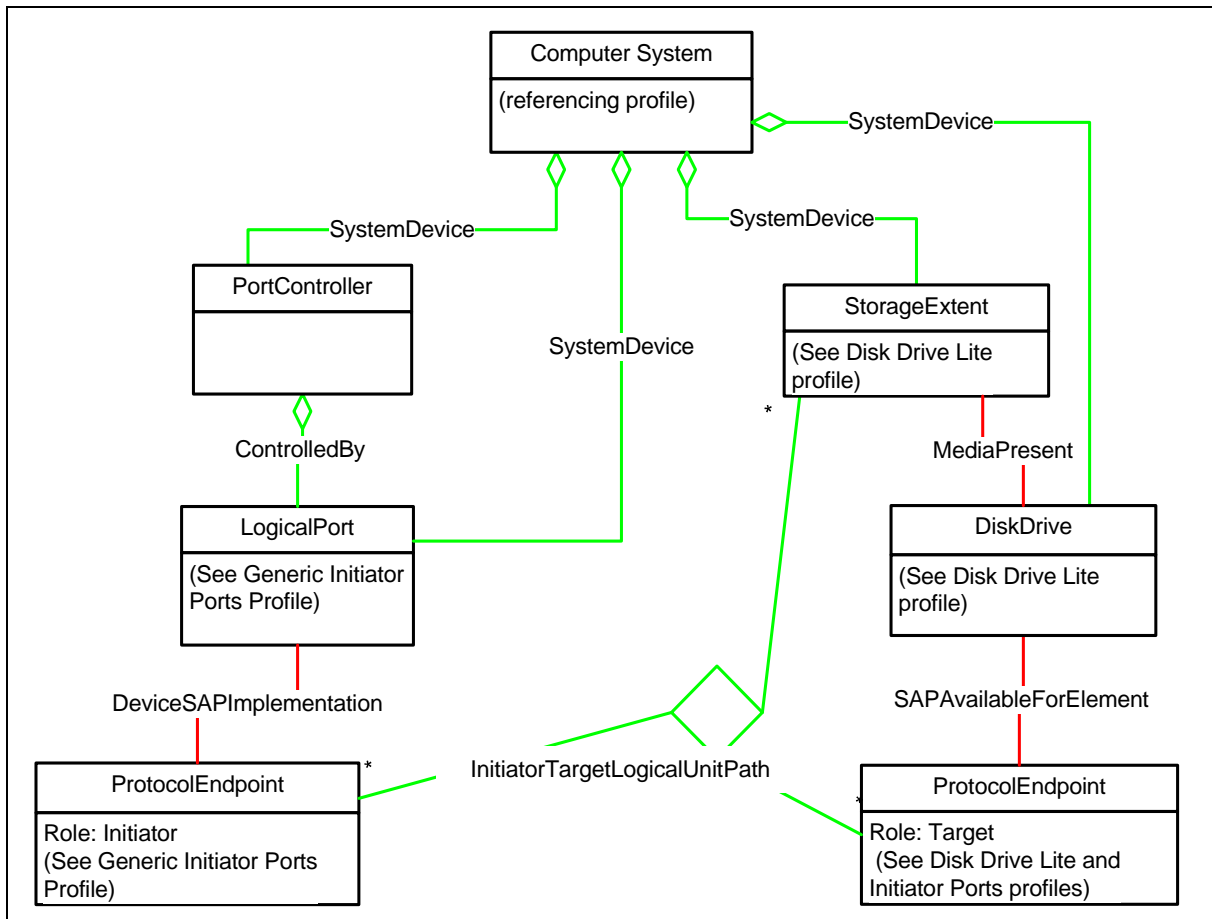 Computer System
(referencing profile)
SystemDevice
SystemDevice
SystemDevice
PortController
StorageExtent
(See Disk Drive Lite
profile)
SystemDevice
*
ControlledBy
MediaPresent
LogicalPort
(See Generic Initiator
Ports Profile)
DiskDrive
(See Disk Drive Lite
profile)
DeviceSAPImplementation
SAPAvailableForElement
*
InitiatorTargetLogicalUnitPath
*
ProtocolEndpoint
Role: Initiator
(See Generic Initiator Ports
Profile)
ProtocolEndpoint
Role: Target
(See Disk Drive Lite and
Initiator Ports profiles)